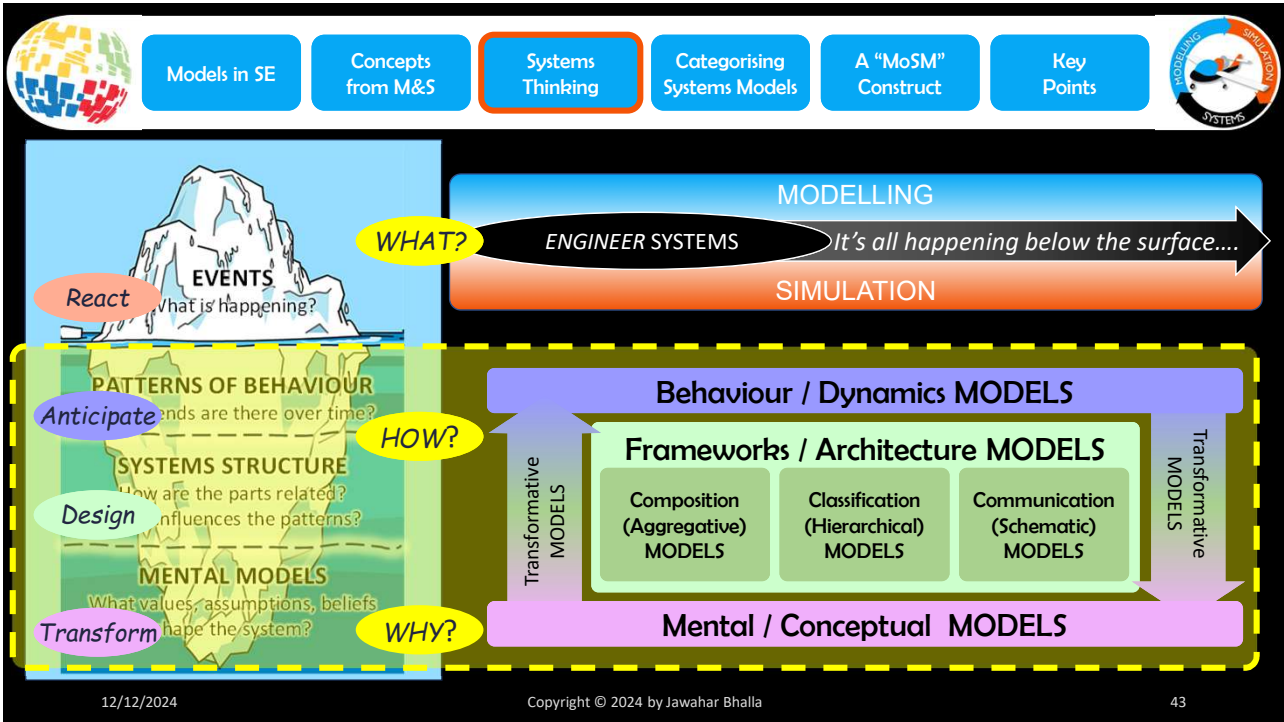 Models in SE
Concepts
from M&S
Systems
Thinking
Categorising
Systems Models
A “MoSM”
Construct
Key
Points
MODELLING
SIMULATION
SYSTEMS
MODELLING
WHAT?
ENGINEER SYSTEMS
It’s all happening below the surface....
SIMULATION
EVENTS
React
hat is happening?
PATTERNS OF BEHAVIOUR
Anticipate
ends are there over time?
HOW?
SYSTEMS STRUCTURE
How are the parts related?
Design
nfluences the patterns?
MENTAL MODELS
What values, assumptions, beliefs
Transform
hape the system?
WHY?
Behaviour / Dynamics MODELS
Transformative
MODELS
Frameworks / Architecture MODELS
Composition
(Aggregative)
MODELS
Classification
(Hierarchical)
MODELS
Communication
(Schematic)
MODELS
Transformative
MODELS
Mental / Conceptual MODELS
12/12/2024
Copyright © 2024 by Jawahar Bhalla
43